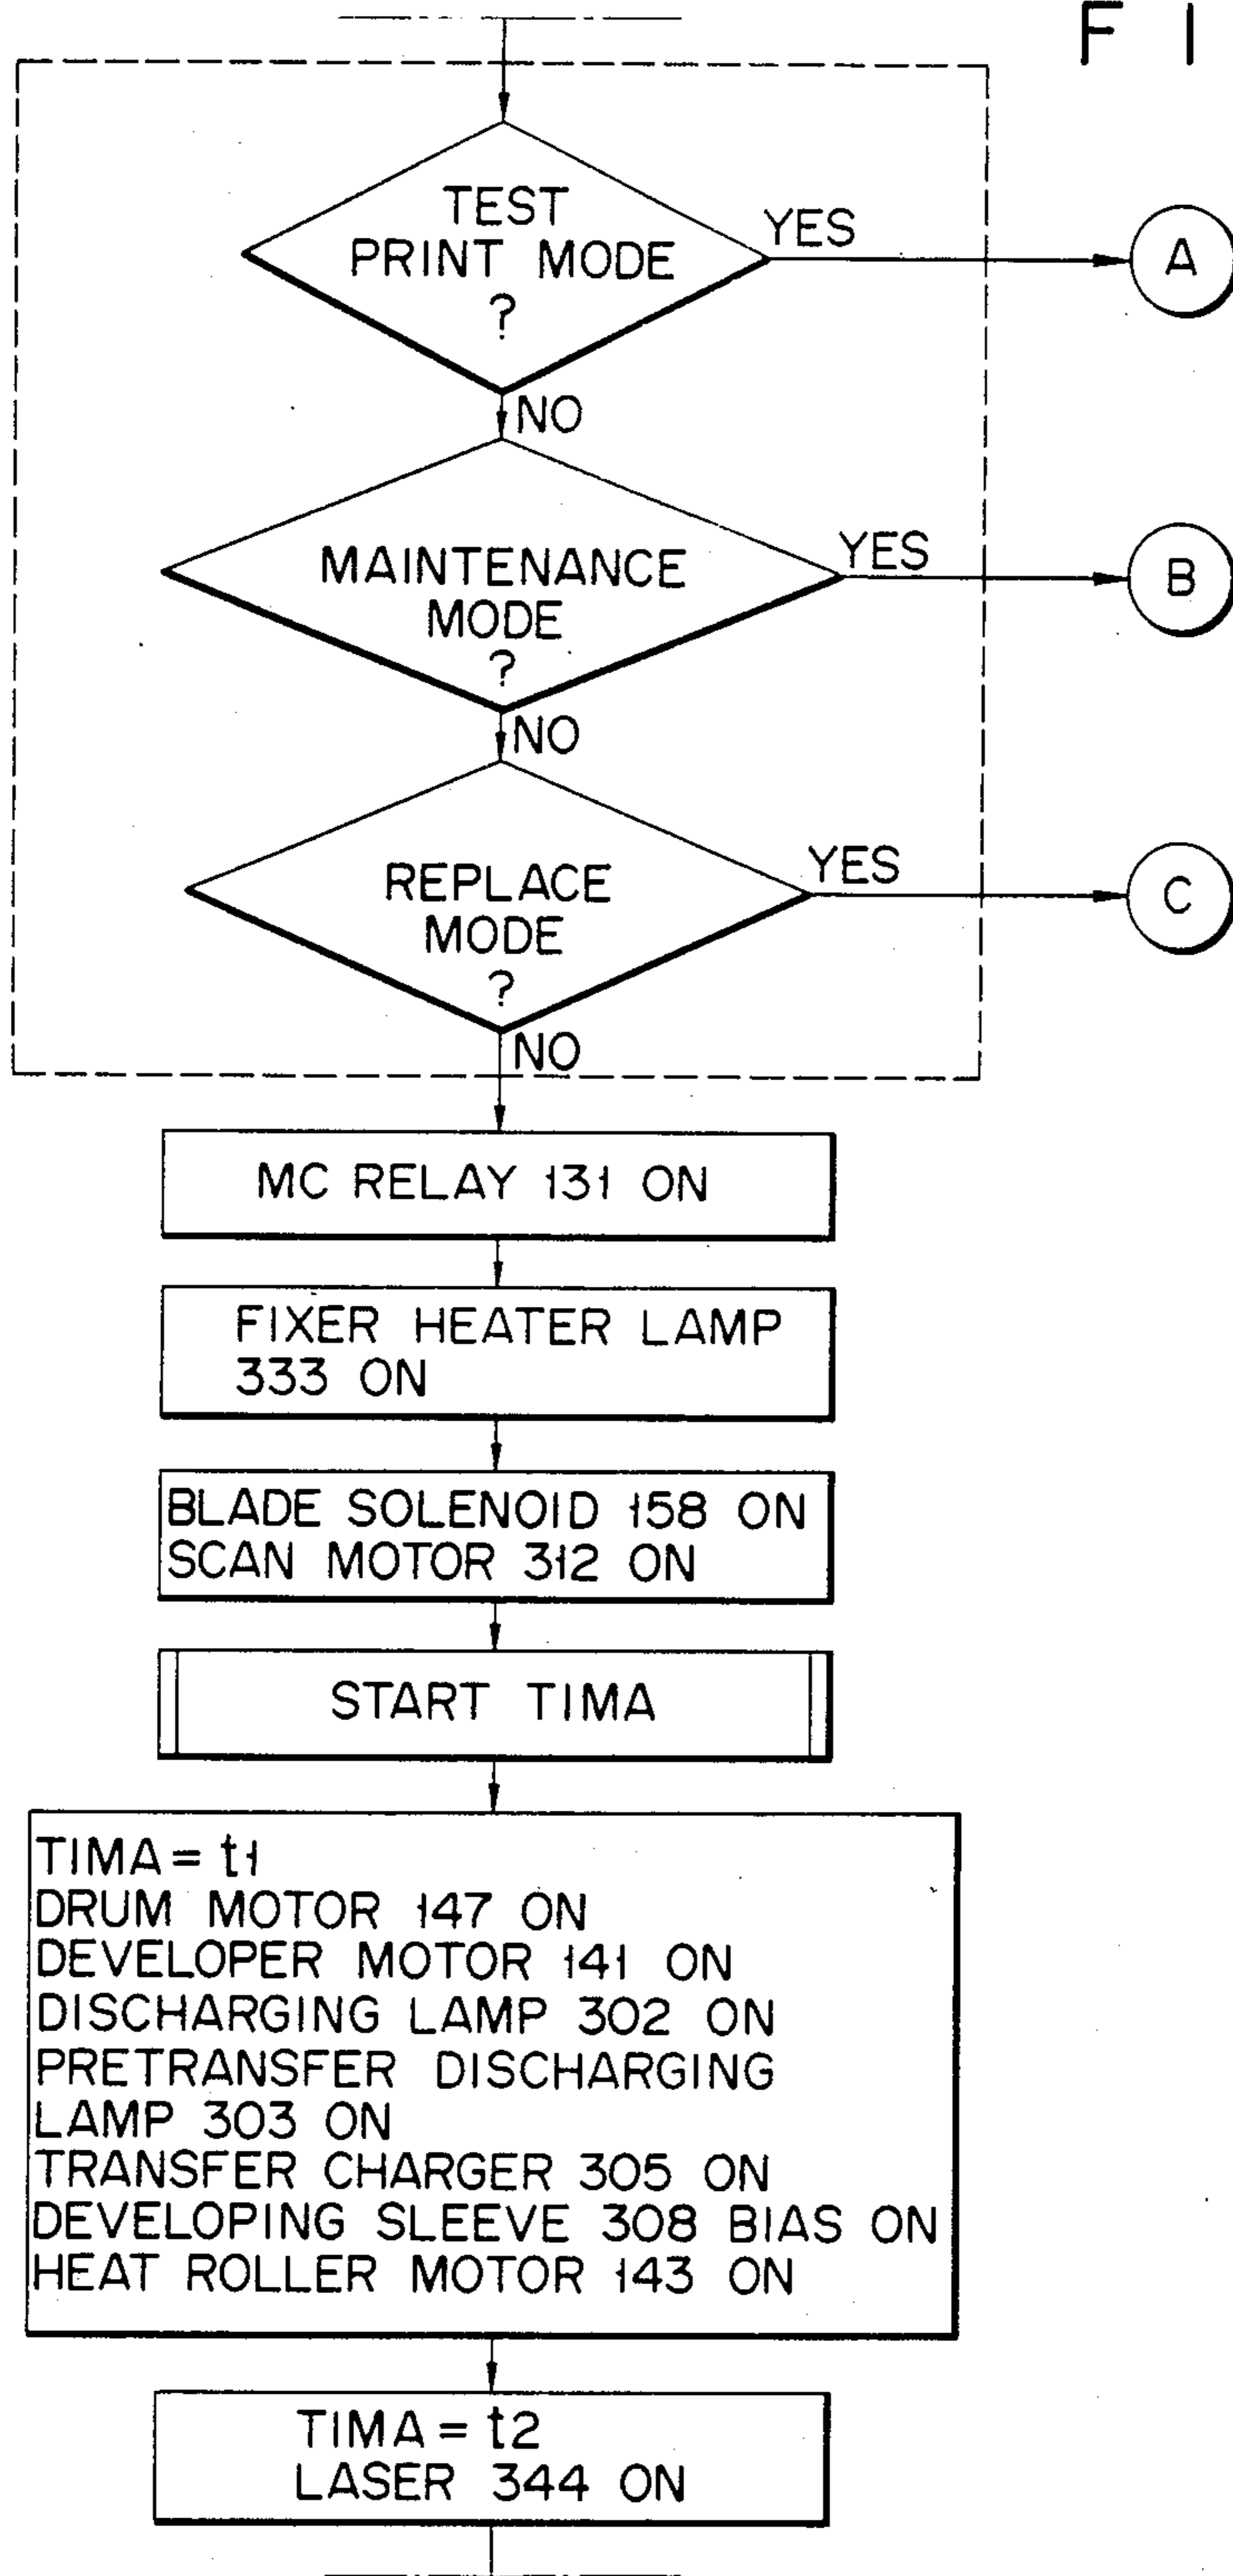 F I
TEST
PRINT MODE
?
YES
A
NO
MAINTENANCE
MODE
?
YES
B
NO
REPLACE
MODE
?
YES
C
NO
MC RELAY 131 ON
FIXER HEATER LAMP
333 ON
BLADE SOLENOID 158 ON
SCAN MOTOR 312 ON
START TIMA
TIMA = t1
DRUM MOTOR 147 ON
DEVELOPER MOTOR 141 ON
DISCHARGING LAMP 302 ON
PRETRANSFER DISCHARGING
LAMP 303 ON
TRANSFER CHARGER 305 ON
DEVELOPING SLEEVE 308 BIAS ON
HEAT ROLLER MOTOR 143 ON
TIMA = t2
LASER 344 ON